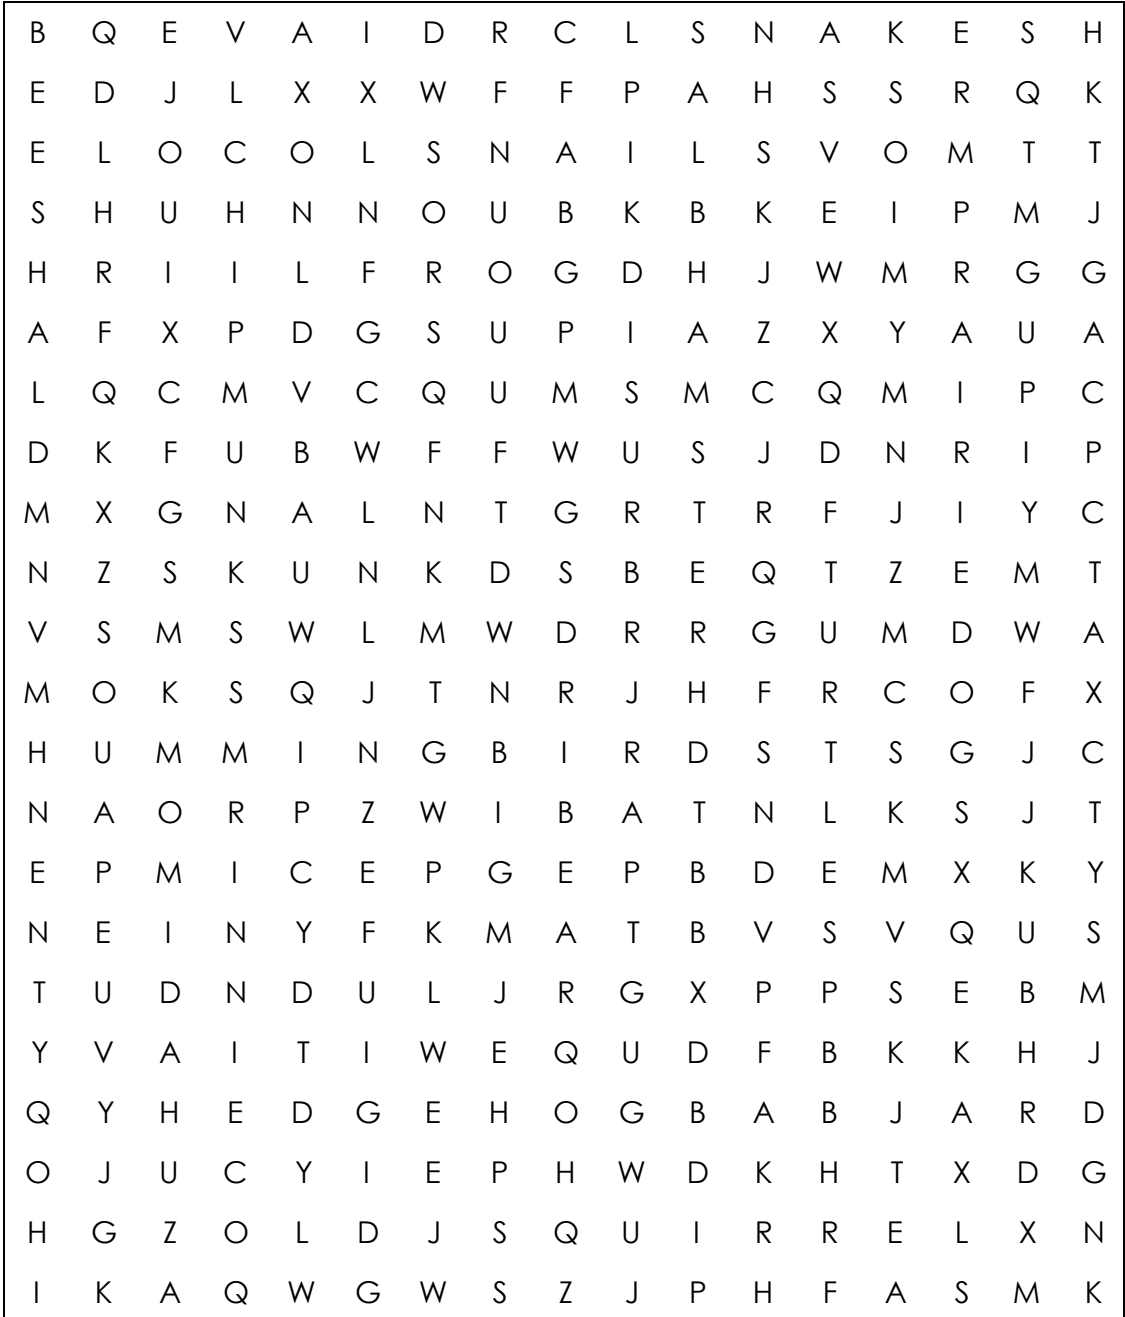 B Q E V A I D R C L S N A K E S H
E D J L X X W F F P A H S S R Q K
E L O C O L S N A I L S V O M T T
S H U H N N O U B K B K E I P M J
H R I I L F R O G D H J W M R G G
A F X P D G S U P I A Z X Y A U A
L Q C M V C Q U M S M C Q M I P C
D K F U B W F F W U S J D N R I P
M X G N A L N T G R T R F J I Y C
N Z S K U N K D S B E Q T Z E M T
V S M S W L M W D R R G U M D W A
M O K S Q J T N R J H F R C O F X
H U M M I N G B I R D S T S G J C
N A O R P Z W I B A T N L K S J T
E P M I C E P G E P B D E M X K Y
N E I N Y F K M A T B V S V Q U S
T U D N D U L J R G X P P S E B M
Y V A I T I W E Q U D F B K K H J
Q Y H E D G E H O G B A B J A R D
O J U C Y I E P H W D K H T X D G
H G Z O L D J S Q U I R R E L X N
I K A Q W G W S Z J P H F A S M K